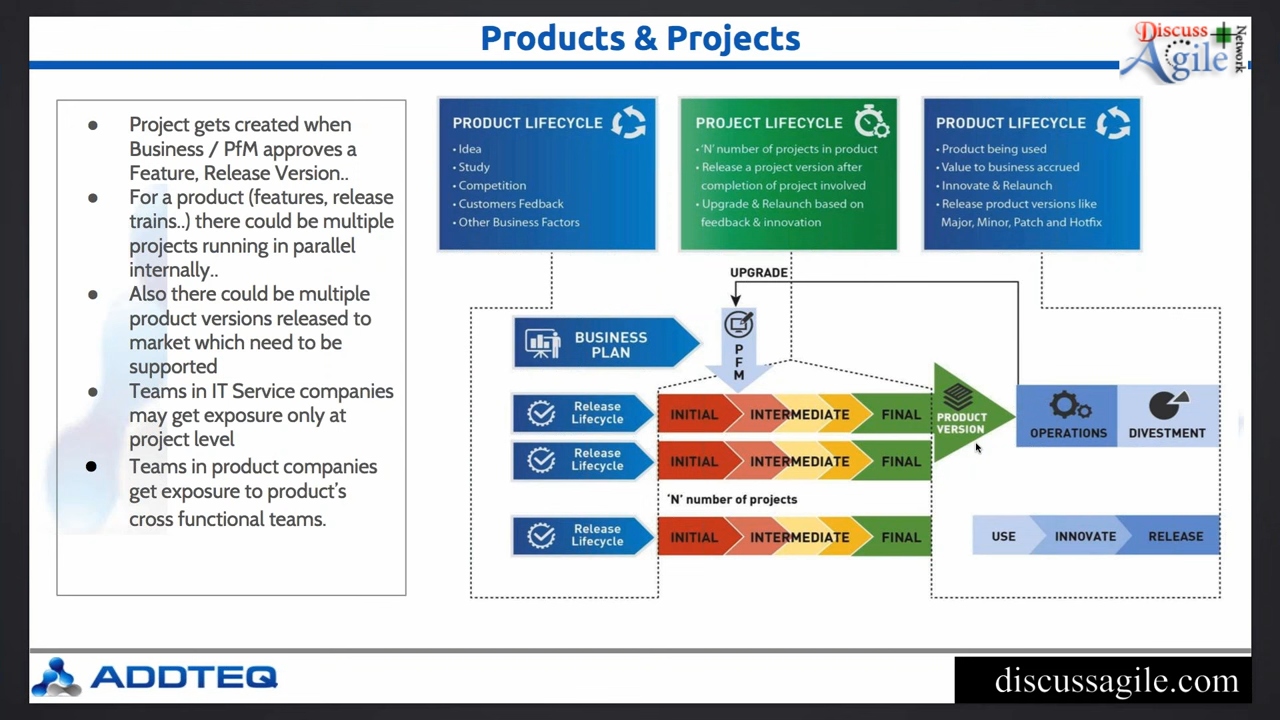 Products & Projects
Discuss
Agile
Network
● Project gets created when
Business / PfM approves a
Feature, Release Version..
● For a product (features, release
trains..) there could be multiple
projects running in parallel
internally..
● Also there could be multiple
product versions released to
market which need to be
supported
● Teams in IT Service companies
may get exposure only at
project level
● Teams in product companies
get exposure to product's
cross functional teams.
PRODUCT LIFECYCLE
• Idea
• Study
• Competition
• Customers Fedback
• Other Business Factors
PROJECT LIFECYCLE
• 'N' number of projects in product
• Release a project version after
completion of project involved
• Upgrade & Relaunch based on
feedback & innovation
PRODUCT LIFECYCLE
• Product being used
• Value to business accrued
• Innovate & Relaunch
• Release product versions like
Major, Minor, Patch and Hotfix
UPGRADE
BUSINESS
PLAN
P
F
M
Release
Lifecycle
INITIAL
INTERMEDIATE
FINAL
Release
Lifecycle
INITIAL
INTERMEDIATE
FINAL
'N' number of projects
Release
Lifecycle
INITIAL
INTERMEDIATE
FINAL
PRODUCT
VERSION
OPERATIONS
DIVESTMENT
USE
INNOVATE
RELEASE
ADDTEQ
discussagile.com